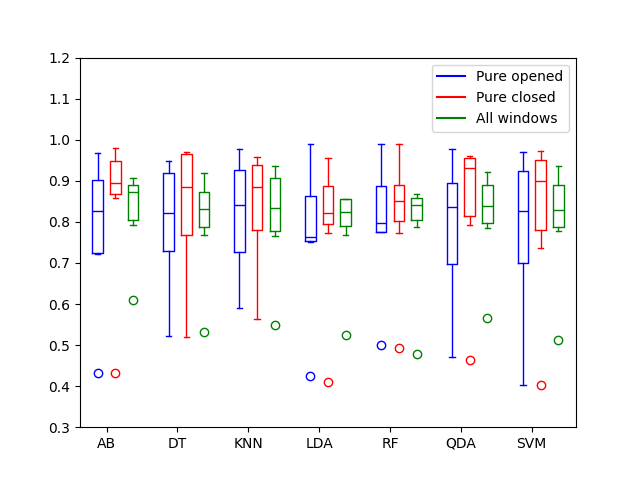 1.2
1.1
1.0
0.9
0.8
0.7
0.6
0.5
0.4
0.3
Pure opened
Pure closed
All windows
AB DT KNN LDA RF QDA SVM